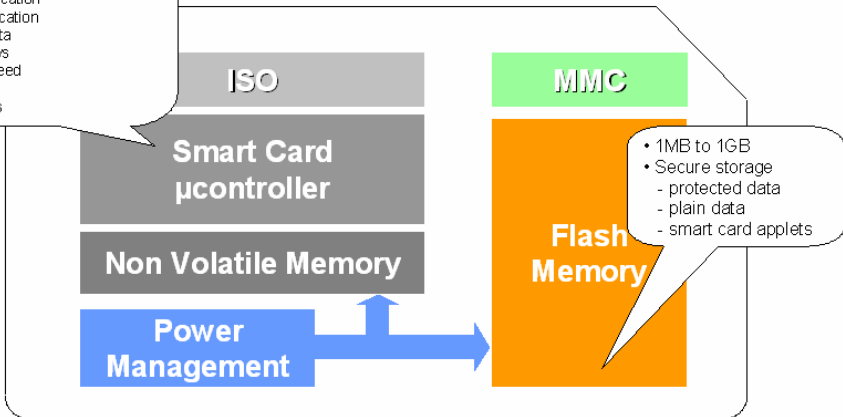 ISO
MMC
Smart Card
µcontroller
Non Volatile Memory
Power
Management
Flash
Memory
• 1MB to 1GB
• Secure storage
- protected data
- plain data
- smart card applets